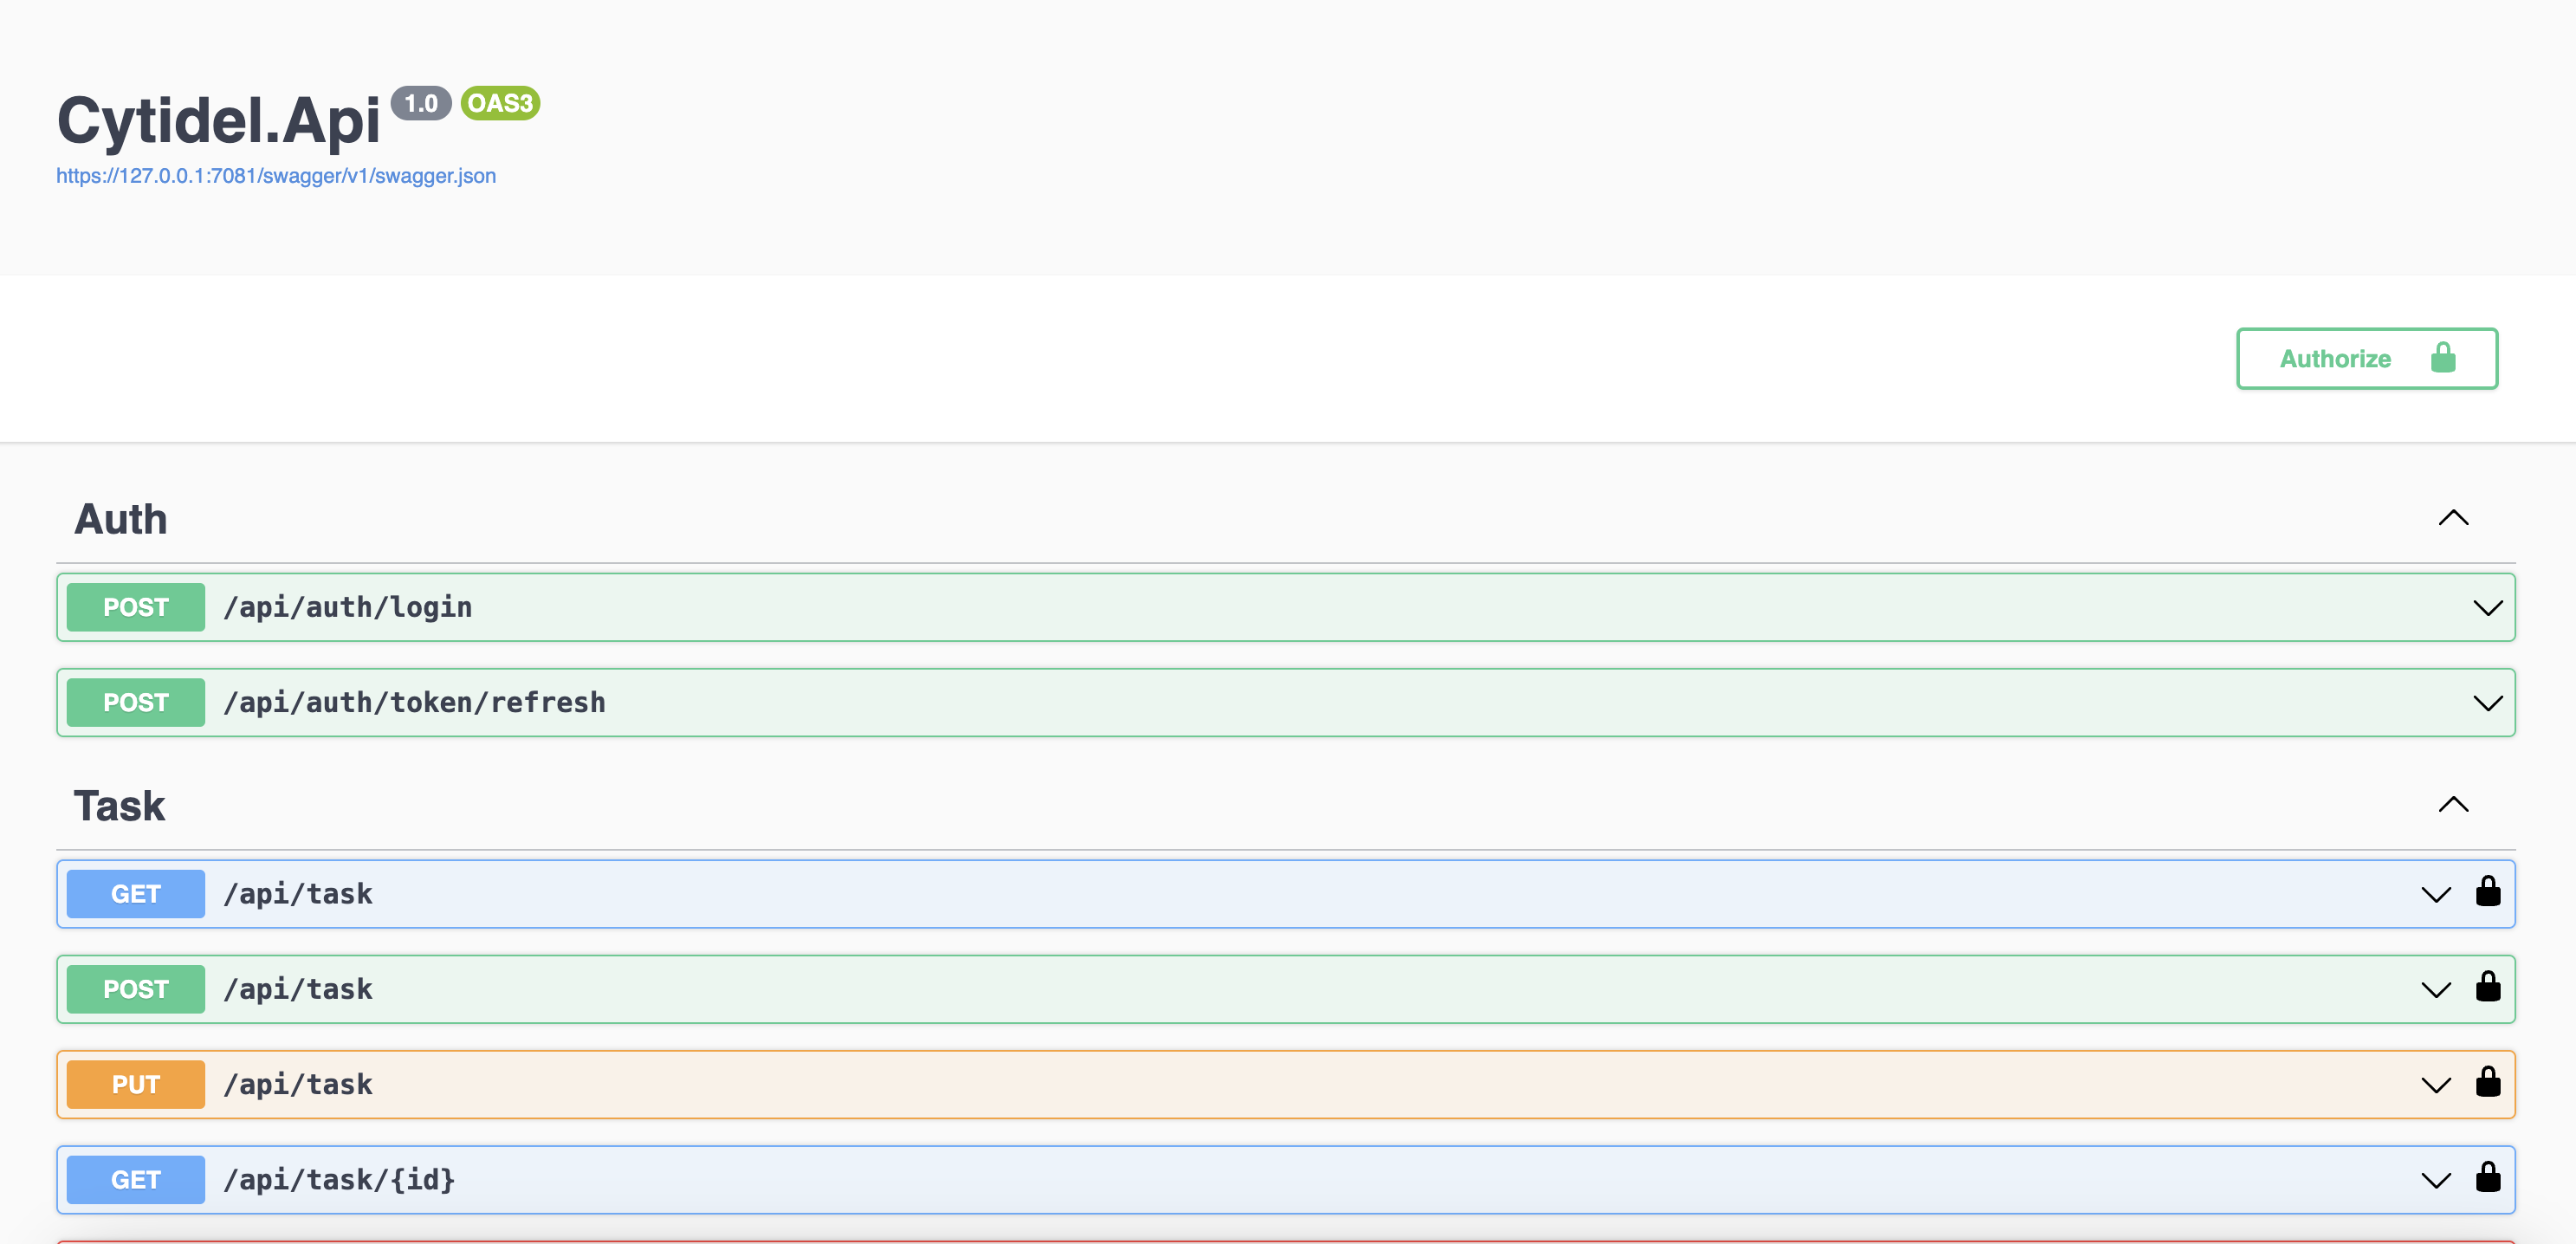 Cytidel.Api 1.0 OAS3
https://127.0.0.1:7081/swagger/v1/swagger.json
Authorize
Auth
POST /api/auth/login
POST /api/auth/token/refresh
Task
GET /api/task
POST /api/task
PUT /api/task
GET /api/task/{id}